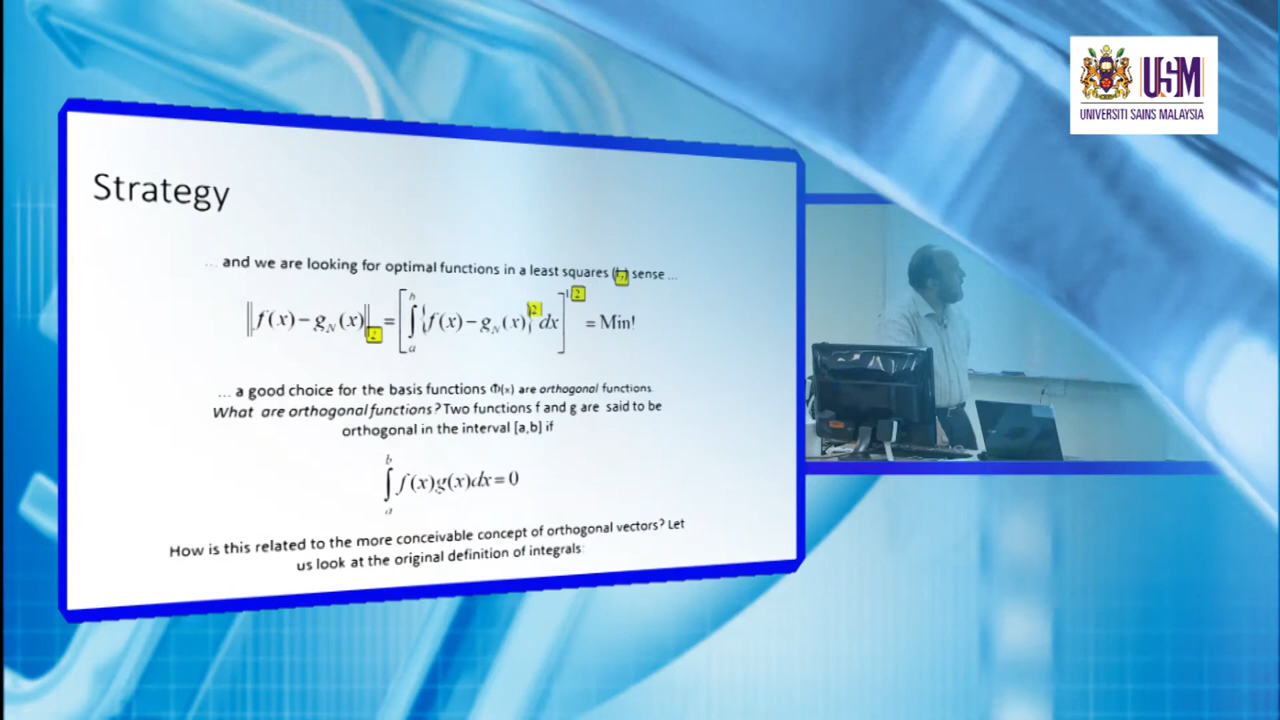 USM
UNIVERSITI SAINS MALAYSIA
Strategy
... and we are looking for optimal functions in a least squares (l₂) sense ...
‖f(x) − g_N(x)‖₂ = [∫ₐᵇ {f(x) − g_N(x)}² dx]^(1/2) = Min!
... a good choice for the basis functions Φ(x) are orthogonal functions.
What are orthogonal functions? Two functions f and g are said to be
orthogonal in the interval [a,b] if
∫ₐᵇ f(x)g(x)dx = 0
How is this related to the more conceivable concept of orthogonal vectors? Let
us look at the original definition of integrals: